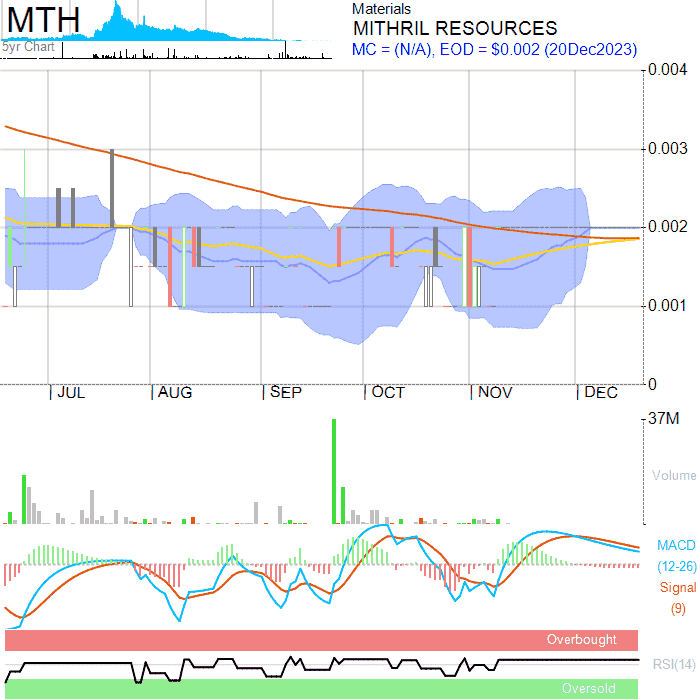 MTH
5yr Chart
Materials
MITHRIL RESOURCES
MC = (N/A), EOD = $0.002 (20Dec2023)
0.004
0.003
0.002
0.001
0
JUL AUG SEP OCT NOV DEC
37M
Volume
MACD
(12-26)
Signal
(9)
Overbought
RSI(14)
Oversold